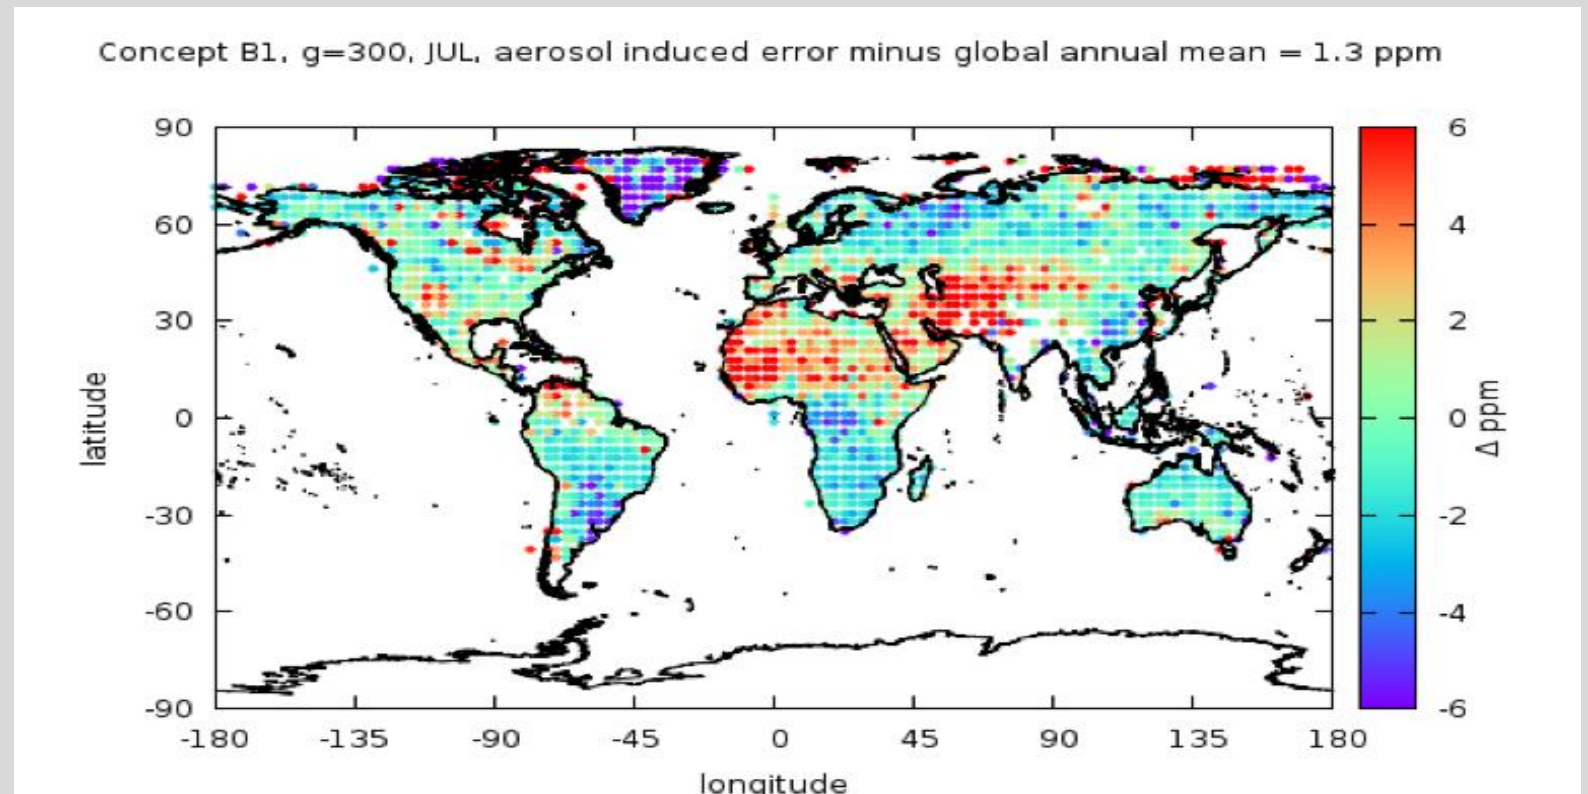 Concept B1, g=300, JUL, aerosol induced error minus global annual mean = 1.3 ppm
90
60
30
0
-30
-60
-90
latitude
-180 -135 -90 -45 0 45 90 135 180
longitude
6
4
2
0
-2
-4
-6
Δ ppm